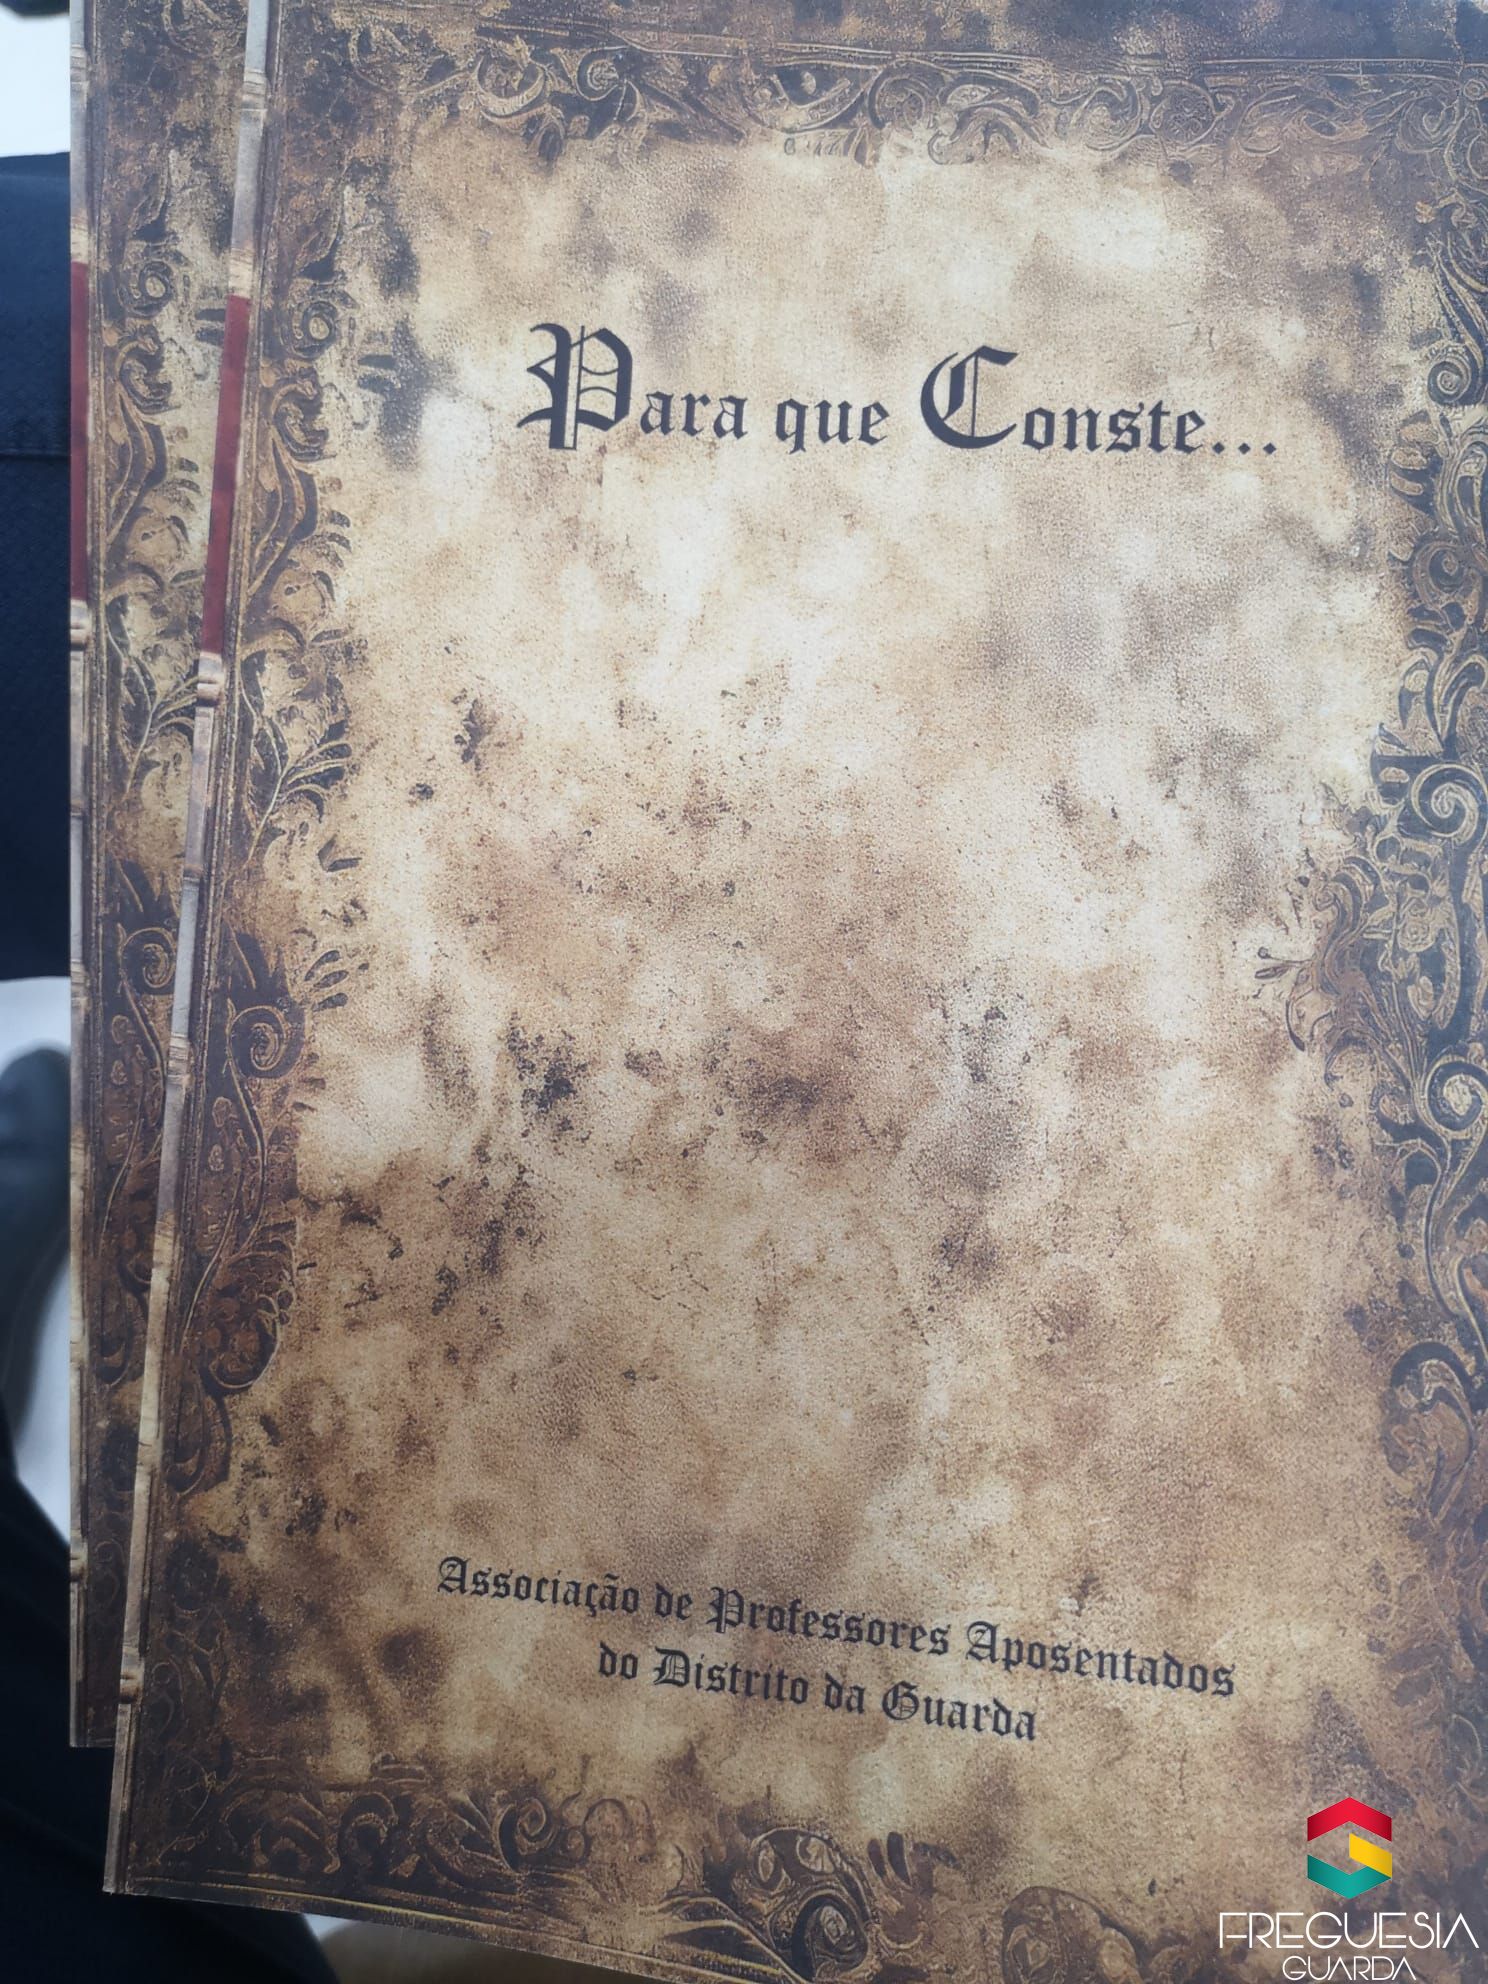 Para que Conste...
Associação de Professores Aposentados
do Distrito da Guarda
FREGUESIA
GUARDA